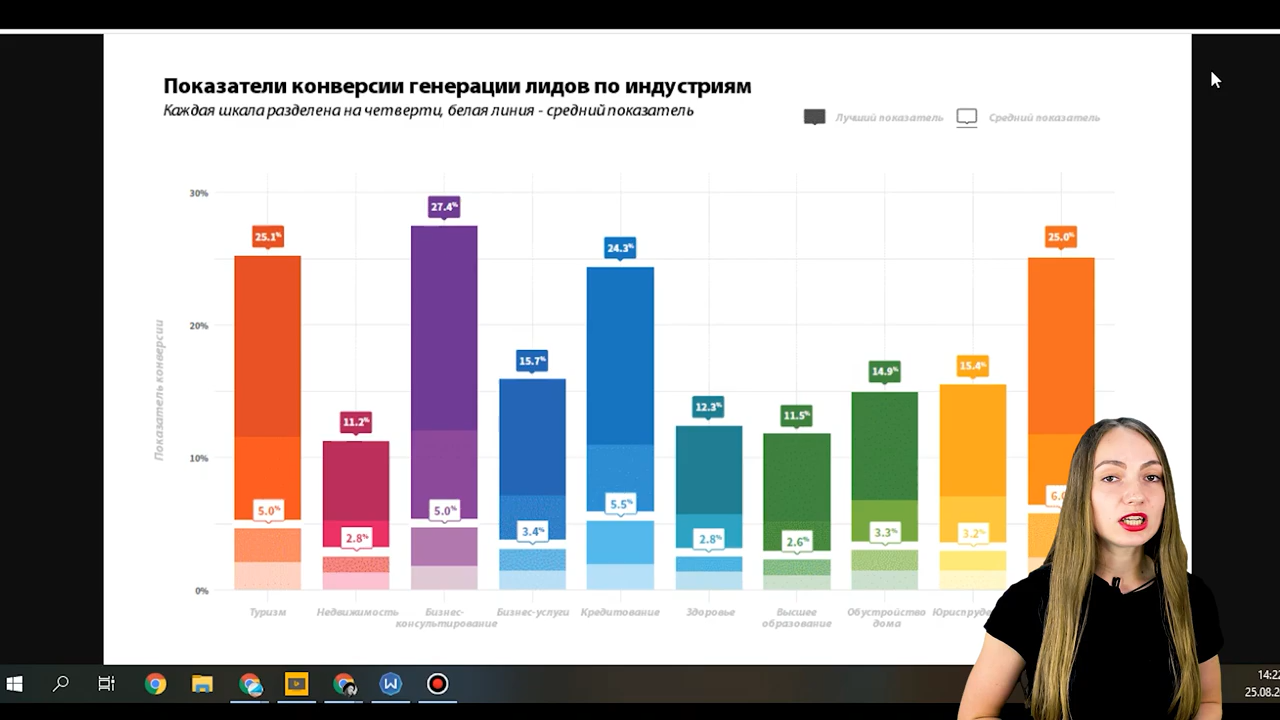 Показатели конверсии генерации лидов по индустриям
Каждая шкала разделена на четверти, белая линия - средний показатель
Лучший показатель Средний показатель
Показатель конверсии
30%
20%
10%
0%
25.1%
11.2%
27.4%
15.7%
24.3%
12.3%
11.5%
14.9%
15.4%
25.0%
5.0%
2.8%
5.0%
3.4%
5.5%
2.8%
2.6%
3.3%
3.2%
Туризм
Недвижимость
Бизнес-
консультирование
Бизнес-услуги
Кредитование
Здоровье
Высшее
образование
Обустройство
дома
14:22